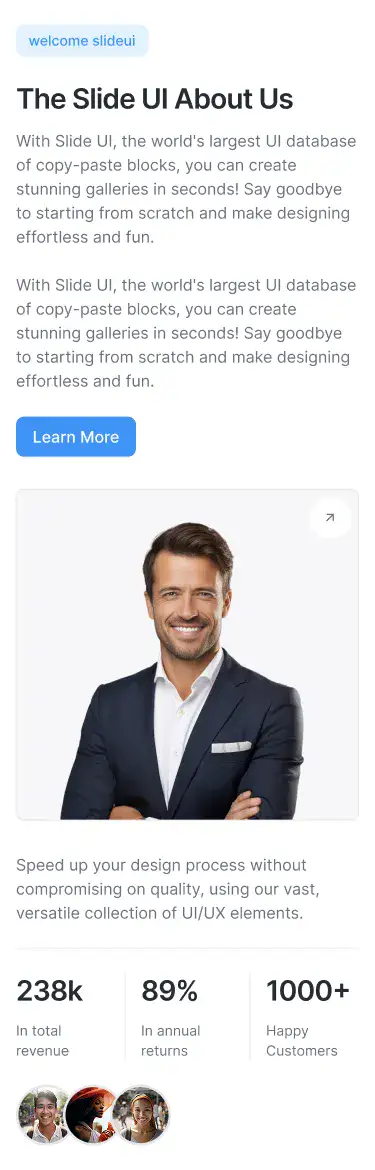 welcome slideui
The Slide UI About Us
With Slide UI, the world's largest UI database
of copy-paste blocks, you can create
stunning galleries in seconds! Say goodbye
to starting from scratch and make designing
effortless and fun.
With Slide UI, the world's largest UI database
of copy-paste blocks, you can create
stunning galleries in seconds! Say goodbye
to starting from scratch and make designing
effortless and fun.
Learn More
Speed up your design process without
compromising on quality, using our vast,
versatile collection of UI/UX elements.
238k
In total
revenue
89%
In annual
returns
1000+
Happy
Customers